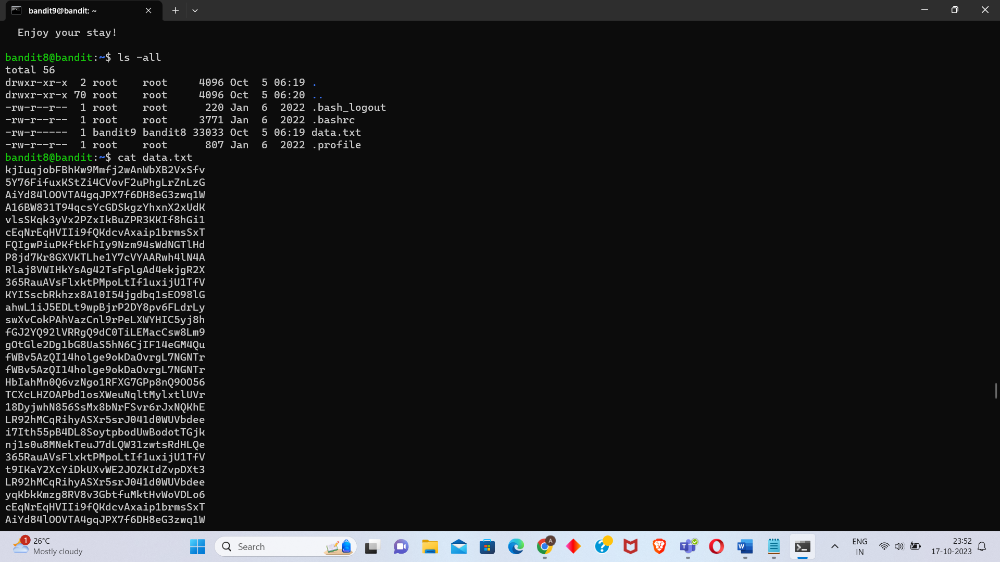 bandit9@bandit: ~
Enjoy your stay!
bandit8@bandit:~$ ls -all
total 56
drwxr-xr-x  2 root    root     4096 Oct  5 06:19 .
drwxr-xr-x 70 root    root     4096 Oct  5 06:20 ..
-rw-r--r--  1 root    root      220 Jan  6  2022 .bash_logout
-rw-r--r--  1 root    root     3771 Jan  6  2022 .bashrc
-rw-r-----  1 bandit9 bandit8 33033 Oct  5 06:19 data.txt
-rw-r--r--  1 root    root      807 Jan  6  2022 .profile
bandit8@bandit:~$ cat data.txt
kjIuqjobFBhKw9Mmfj2wAnWbXB2VxSfv
5Y76FifuxKStZi4CVovF2uPhgLrZnLzG
AiYd84lOOVTA4gqJPX7f6DH8eG3zwq1W
A16BW831T94qcsYcGDSkgzYhxnX2xUdK
vlsSKqk3yVx2PZxIkBuZPR3KKIf8hGi1
cEqNrEqHVIIi9fQKdcvAxaip1brmsSxT
FQIgwPiuPKftkFhIy9Nzm94sWdNGTlHd
P8jd7Kr8GXVKTLhe1Y7cVYAARwh4lN4A
Rlaj8VWIHkYsAg42TsFplgAd4ekjgR2X
365RauAVsFlxktPMpoLtIf1uxijU1TfV
KYISscbRkhzx8A10I54jgdbq1sEO98lG
ahwL1iJ5EDLt9wpBjrP2DY8pv6FLdrLy
swXvCokPAhVazCnl9rPeLXWYHIC5yj8h
fGJ2YQ92lVRRgQ9dC0TiLEMacCsw8Lm9
gOtGle2Dg1bG8UaS5hN6CjIF14eGM4Qu
fWBv5AzQI14holge9okDaOvrgL7NGNTr
fWBv5AzQI14holge9okDaOvrgL7NGNTr
HbIahMn0Q6vzNgo1RFXG7GPp8nQ9OO56
TCXcLHZOAPbd1osXWeuNqltMylxtlUVr
18DyjwhN856SsMx8bNrFSvr6rJxNQKhE
LR92hMCqRihyASXr5srJ041d0WUVbdee
i7Ith55pB4DL8SoytpbodUwBodotTGjk
nj1s0u8MNekTeuJ7dLQW31zwtsRdHLQe
365RauAVsFlxktPMpoLtIf1uxijU1TfV
t9IKaY2XcYiDkUXvWE2JOZKIdZvpDXt3
LR92hMCqRihyASXr5srJ041d0WUVbdee
yqKbkKmzg8RV8v3GbtfuMktHvWoVDLo6
cEqNrEqHVIIi9fQKdcvAxaip1brmsSxT
AiYd84lOOVTA4gqJPX7f6DH8eG3zwq1W
1
26°C
Mostly cloudy
Search
A
ENG
IN
23:52
17-10-2023